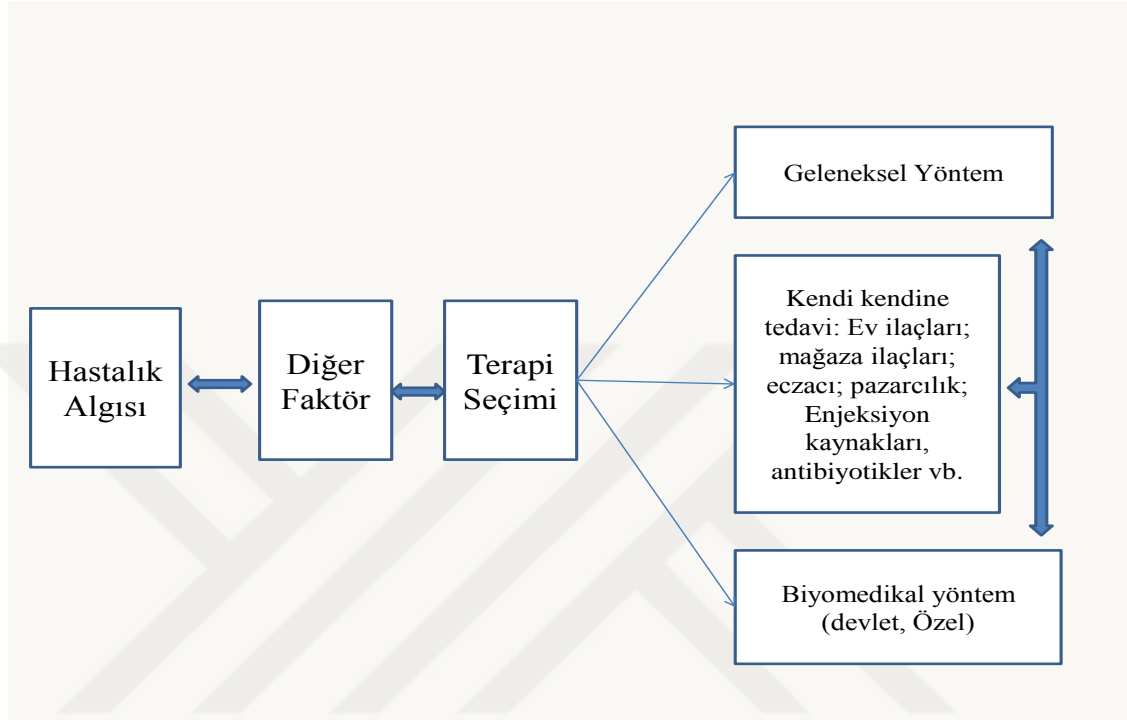 Geleneksel Yöntem
Hastalık
Algısı
Diğer
Faktör
Terapi
Seçimi
Kendi kendine
tedavi: Ev ilaçları;
mağaza ilaçları;
eczacı; pazarcılık;
Enjeksiyon
kaynakları,
antibiyotikler vb.
Biyomedikal yöntem
(devlet, Özel)